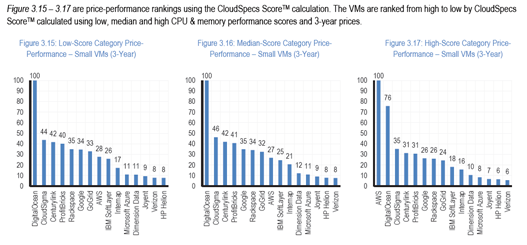 Figure 3.15 – 3.17 are price-performance rankings using the CloudSpecs Score™ calculation. The VMs are ranked from high to low by CloudSpecs
Score™ calculated using low, median and high CPU & memory performance scores and 3-year prices.
Figure 3.15: Low-Score Category Price-
Performance – Small VMs (3-Year)
100
100 90 80 70 60 50 40 30 20 10 0
44 42 40 35 34 33 28 26 17 11 11 9 8 8
DigitalOcean CloudSigma Centurylink ProfitBricks Google Rackspace GoGrid AWS IBM SoftLayer Internap Microsoft Azure Dimension Data Joyent Verizon HP Helion
Figure 3.16: Median-Score Category Price-
Performance – Small VMs (3-Year)
100
100 90 80 70 60 50 40 30 20 10 0
46 42 41 35 34 32 27 25 21 12 11 9 8 8
DigitalOcean CloudSigma Centurylink ProfitBricks Google Rackspace GoGrid AWS IBM SoftLayer Internap Dimension Data Microsoft Azure Joyent HP Helion Verizon
Figure 3.17: High-Score Category Price-
Performance – Small VMs (3-Year)
100
100 90 80 70 60 50 40 30 20 10 0
76 35 31 31 26 26 24 18 16 10 8 7 6 6
AWS DigitalOcean CloudSigma Centurylink ProfitBricks Google Rackspace GoGrid IBM SoftLayer Internap Dimension Data Microsoft Azure Joyent HP Helion Verizon